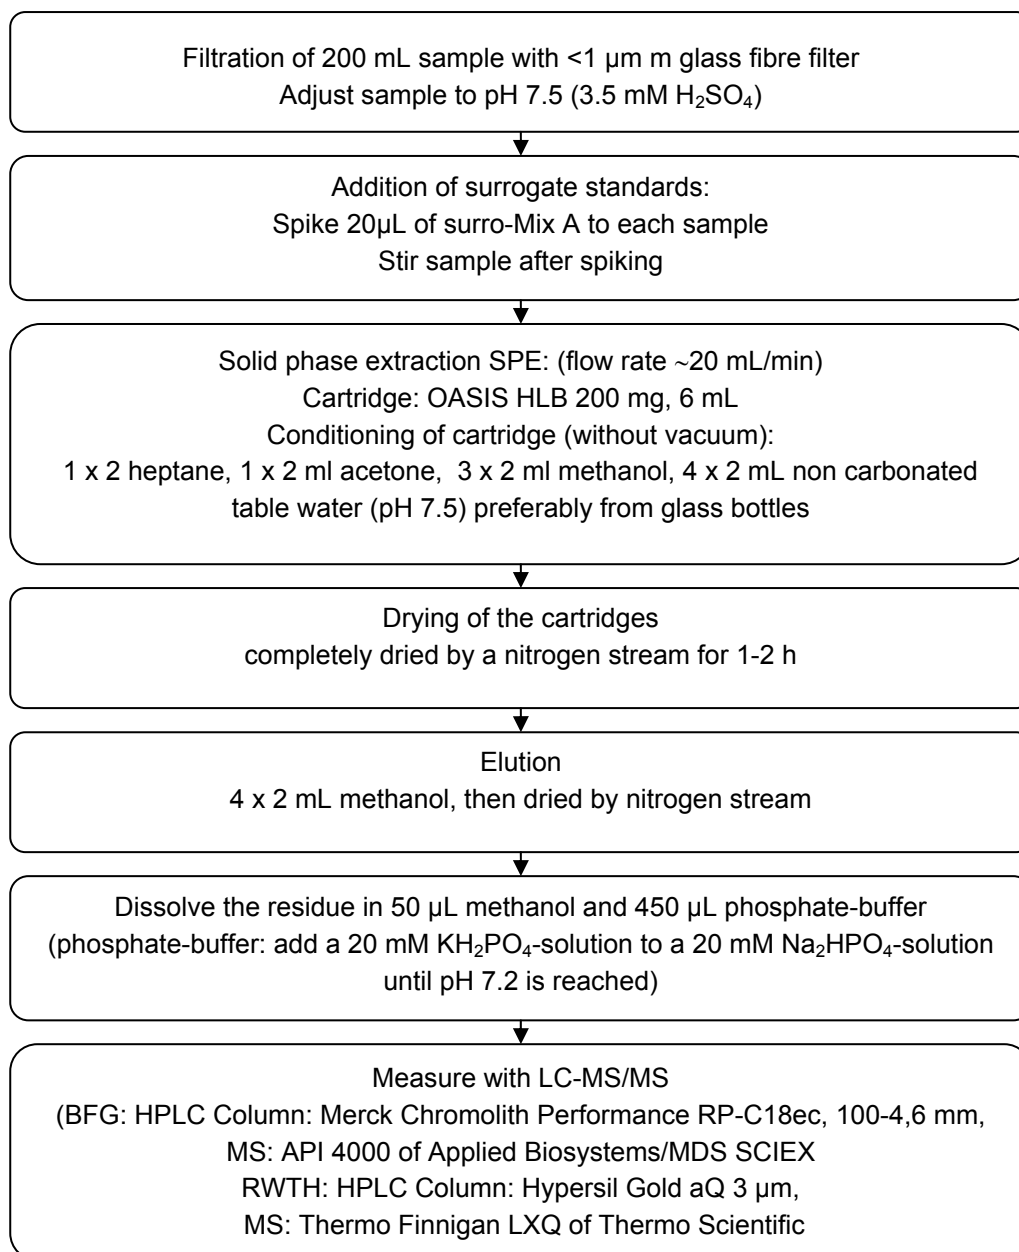 Filtration of 200 mL sample with <1 µm m glass fibre filter
Adjust sample to pH 7.5 (3.5 mM H₂SO₄)
Addition of surrogate standards:
Spike 20µL of surro-Mix A to each sample
Stir sample after spiking
Solid phase extraction SPE: (flow rate ~20 mL/min)
Cartridge: OASIS HLB 200 mg, 6 mL
Conditioning of cartridge (without vacuum):
1 x 2 heptane, 1 x 2 ml acetone, 3 x 2 ml methanol, 4 x 2 mL non carbonated
table water (pH 7.5) preferably from glass bottles
Drying of the cartridges
completely dried by a nitrogen stream for 1-2 h
Elution
4 x 2 mL methanol, then dried by nitrogen stream
Dissolve the residue in 50 µL methanol and 450 µL phosphate-buffer
(phosphate-buffer: add a 20 mM KH₂PO₄-solution to a 20 mM Na₂HPO₄-solution
until pH 7.2 is reached)
Measure with LC-MS/MS
(BFG: HPLC Column: Merck Chromolith Performance RP-C18ec, 100-4,6 mm,
MS: API 4000 of Applied Biosystems/MDS SCIEX
RWTH: HPLC Column: Hypersil Gold aQ 3 µm,
MS: Thermo Finnigan LXQ of Thermo Scientific